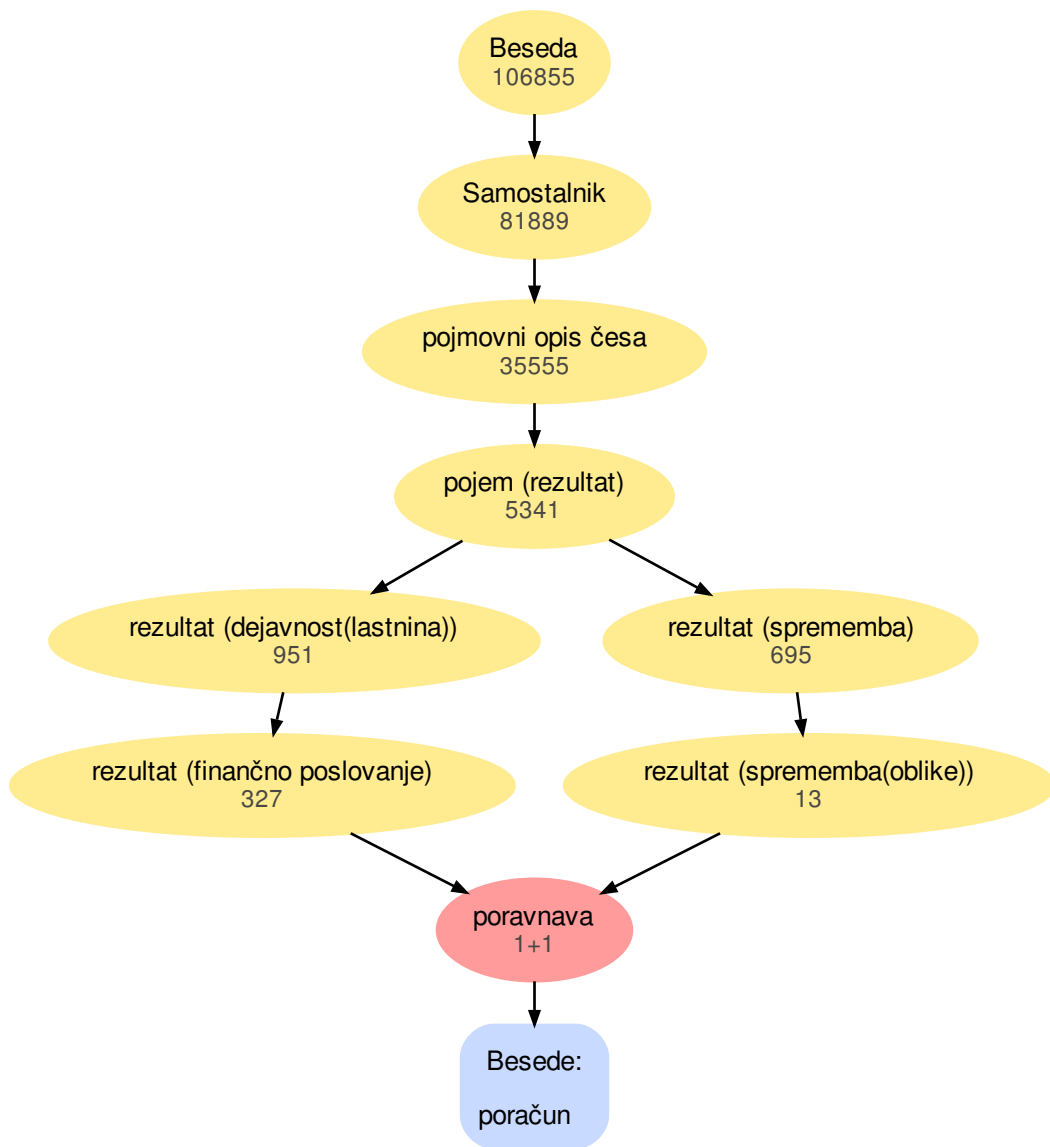 Beseda
106855
Samostalnik
81889
pojmovni opis česa
35555
pojem (rezultat)
5341
rezultat (dejavnost(lastnina))
951
rezultat (sprememba)
695
rezultat (finančno poslovanje)
327
rezultat (sprememba(oblike))
13
poravnava
1+1
Besede:
poračun